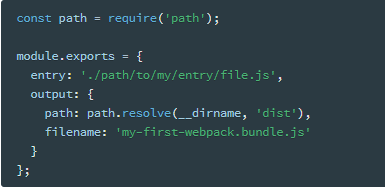 const path = require('path');

module.exports = {
  entry: './path/to/my/entry/file.js',
  output: {
    path: path.resolve(__dirname, 'dist'),
    filename: 'my-first-webpack.bundle.js'
  }
};